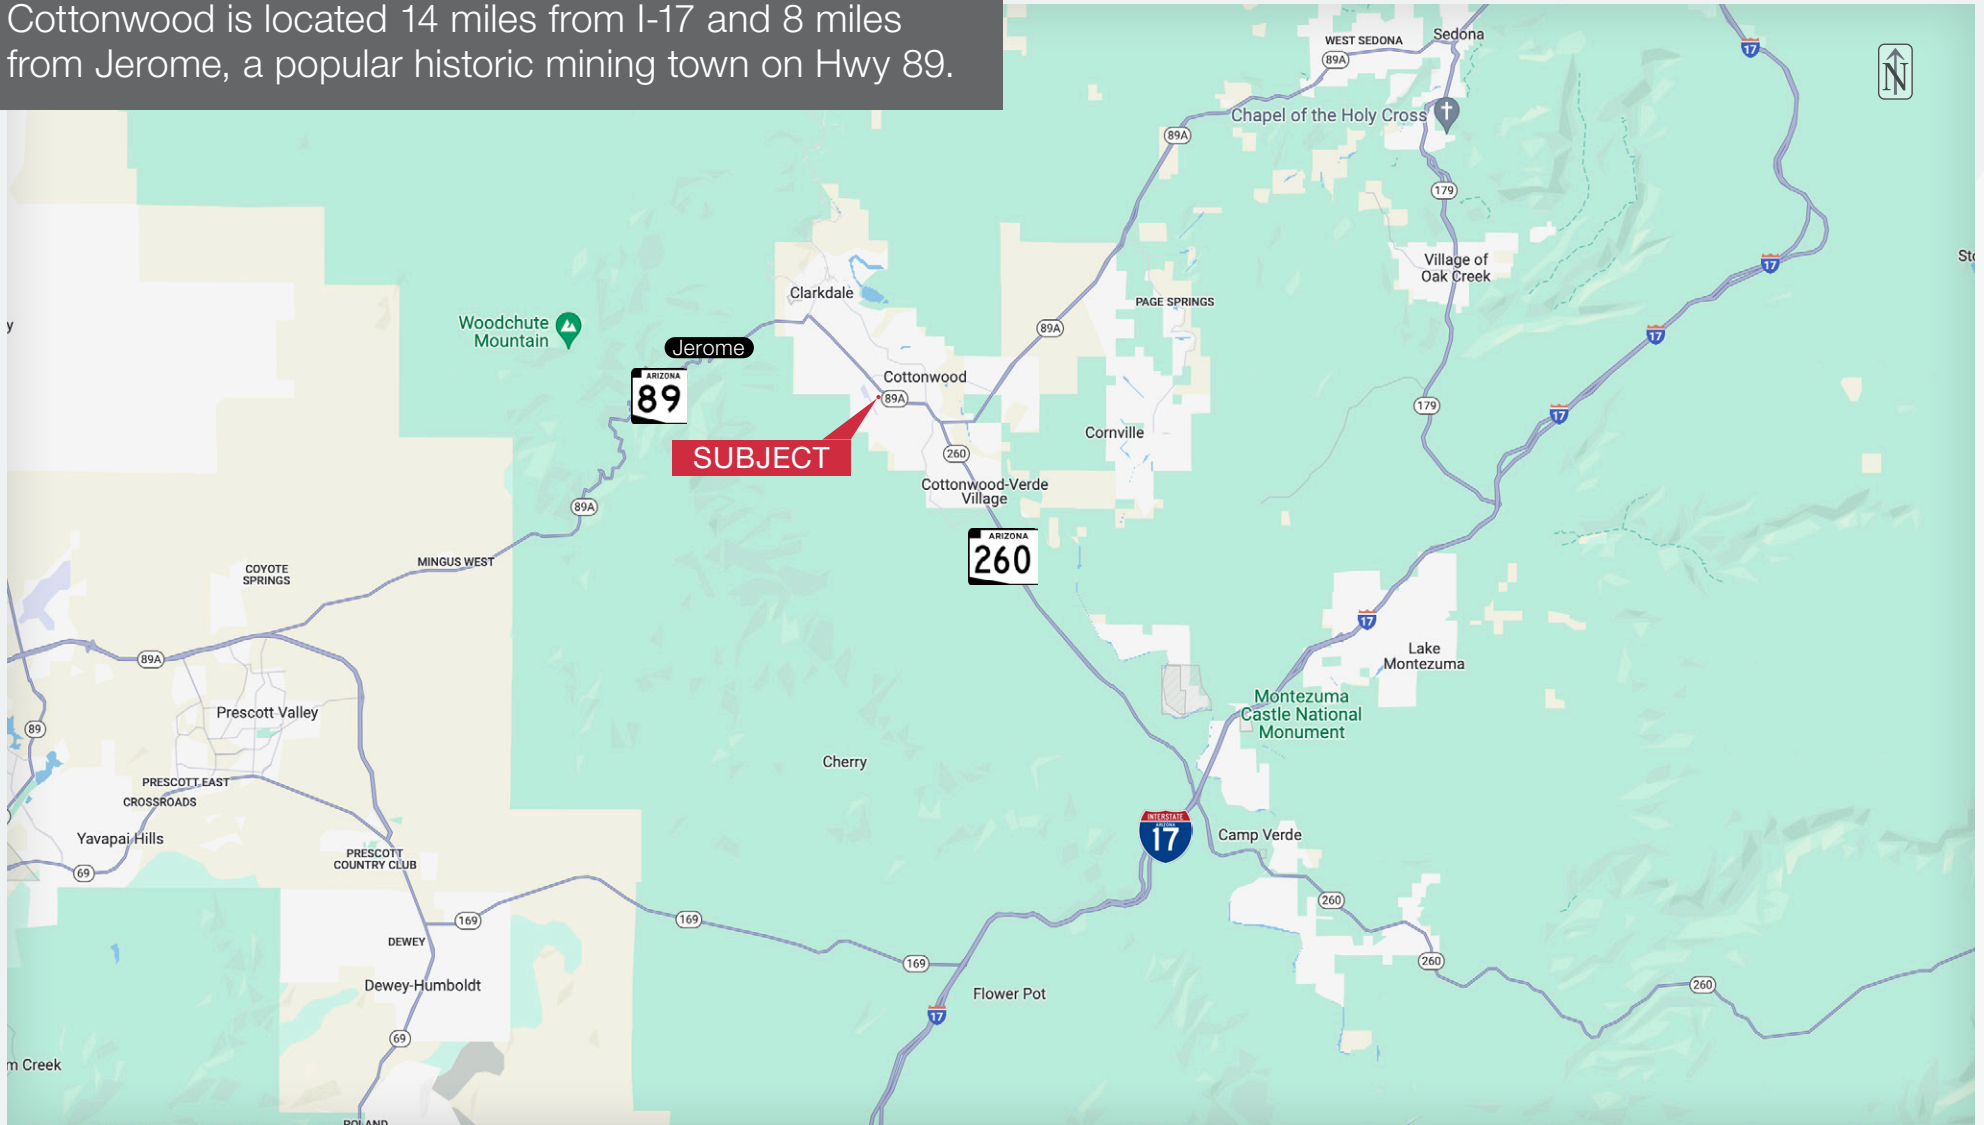 Cottonwood is located 14 miles from I-17 and 8 miles
from Jerome, a popular historic mining town on Hwy 89.
WEST SEDONA
Sedona
89A
17
N
Chapel of the Holy Cross
89A
179
Village of
Oak Creek
17
Clarkdale
PAGE SPRINGS
Woodchute
Mountain
89A
17
Jerome
ARIZONA
89
Cottonwood
89A
179
17
SUBJECT
Cornville
260
Cottonwood-Verde
Village
89A
ARIZONA
260
MINGUS WEST
COYOTE
SPRINGS
17
89A
Lake
Montezuma
Prescott Valley
Montezuma
Castle National
Monument
89
Cherry
PRESCOTT EAST
CROSSROADS
Yavapai Hills
INTERSTATE
ARIZONA
17
Camp Verde
PRESCOTT
COUNTRY CLUB
69
260
169
169
DEWEY
169
260
Dewey-Humboldt
Flower Pot
260
17
69
m Creek
POLAND